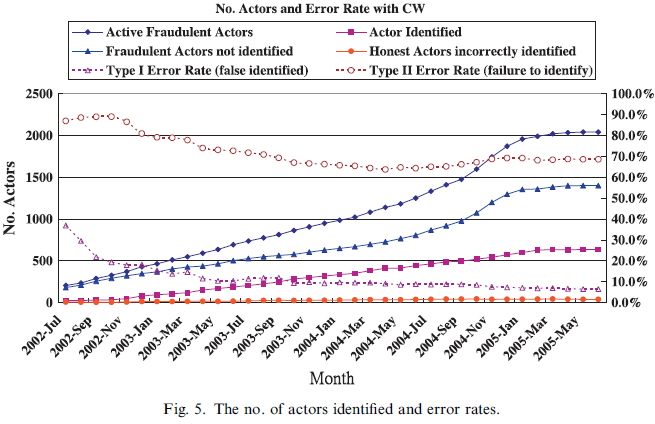 No. Actors and Error Rate with CW
Active Fraudulent Actors Actor Identified
Fraudulent Actors not identified Honest Actors incorrectly identified
Type I Error Rate (false identified) Type II Error Rate (failure to identify)
2500 100.0%
90.0%
2000 80.0%
70.0%
1500 60.0%
50.0%
1000 40.0%
30.0%
500 20.0%
10.0%
0 0.0%
No. Actors
2002-Jul 2002-Sep 2002-Nov 2003-Jan 2003-Mar 2003-May 2003-Jul 2003-Sep 2003-Nov 2004-Jan 2004-Mar 2004-May 2004-Jul 2004-Sep 2004-Nov 2005-Jan 2005-Mar 2005-May
Month
Fig. 5. The no. of actors identified and error rates.